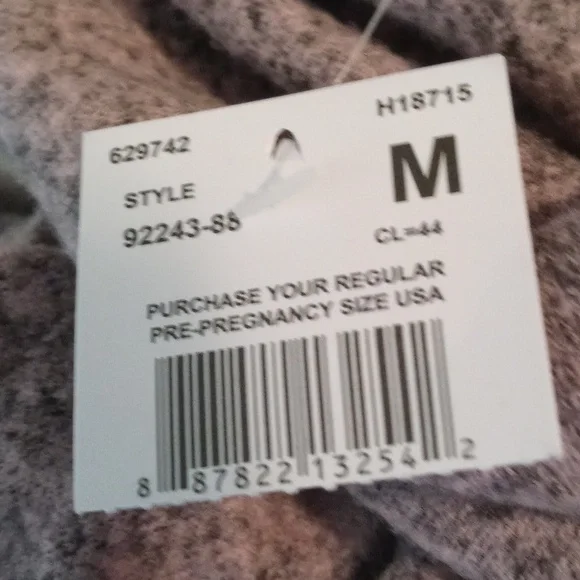 629742
H18715
STYLE
M
92243-88
CL=44
PURCHASE YOUR REGULAR
PRE-PREGNANCY SIZE USA
8 87822 13254 2